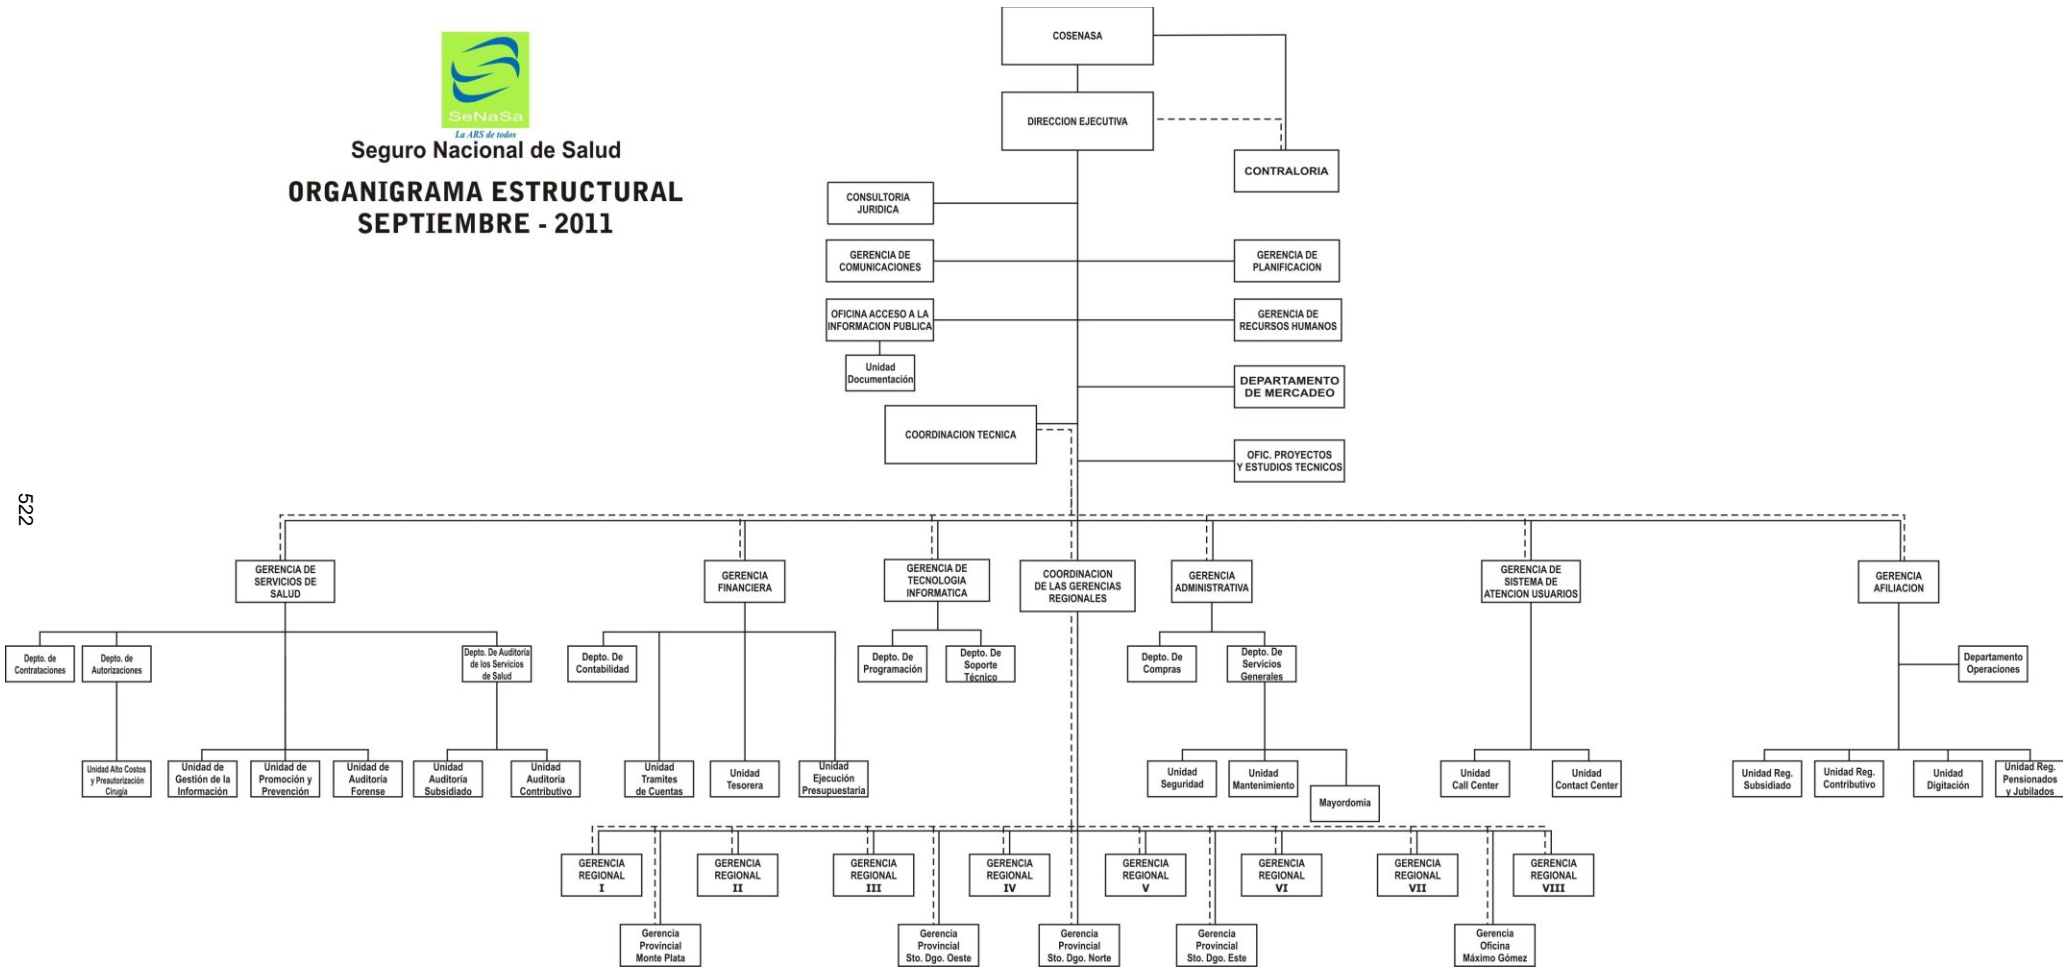 COSENASA
SeNaSa
La ARS de todos
Seguro Nacional de Salud
ORGANIGRAMA ESTRUCTURAL
SEPTIEMBRE - 2011
DIRECCION EJECUTIVA
CONTRALORIA
CONSULTORIA
JURIDICA
GERENCIA DE
COMUNICACIONES
GERENCIA DE
PLANIFICACION
OFICINA ACCESO A LA
INFORMACION PUBLICA
GERENCIA DE
RECURSOS HUMANOS
Unidad
Documentación
DEPARTAMENTO
DE MERCADEO
COORDINACION TECNICA
OFIC. PROYECTOS
Y ESTUDIOS TECNICOS
522
GERENCIA DE
SERVICIOS DE
SALUD
GERENCIA
FINANCIERA
GERENCIA DE
TECNOLOGIA
INFORMATICA
COORDINACION
DE LAS GERENCIAS
REGIONALES
GERENCIA
ADMINISTRATIVA
GERENCIA DE
SISTEMA DE
ATENCION USUARIOS
GERENCIA
AFILIACION
Depto. de
Contrataciones
Depto. de
Autorizaciones
Depto. De Auditoría
de los Servicios
de Salud
Depto. De
Contabilidad
Depto. De
Programación
Depto. De
Soporte
Técnico
Depto. De
Compras
Depto. De
Servicios
Generales
Departamento
Operaciones
Unidad Alto Costos
y Preautorización
Cirugía
Unidad de
Gestión de la
Información
Unidad de
Promoción y
Prevención
Unidad de
Auditoría
Forense
Unidad
Auditoría
Subsidiado
Unidad
Auditoría
Contributivo
Unidad
Tramites
de Cuentas
Unidad
Tesorera
Unidad
Ejecución
Presupuestaria
Unidad
Seguridad
Unidad
Mantenimiento
Mayordomia
Unidad
Call Center
Unidad
Contact Center
Unidad Reg.
Subsidiado
Unidad Reg.
Contributivo
Unidad
Digitación
Unidad Reg.
Pensionados
y Jubilados
GERENCIA
REGIONAL
I
GERENCIA
REGIONAL
II
GERENCIA
REGIONAL
III
GERENCIA
REGIONAL
IV
GERENCIA
REGIONAL
V
GERENCIA
REGIONAL
VI
GERENCIA
REGIONAL
VII
GERENCIA
REGIONAL
VIII
Gerencia
Provincial
Monte Plata
Gerencia
Provincial
Sto. Dgo. Oeste
Gerencia
Provincial
Sto. Dgo. Norte
Gerencia
Provincial
Sto. Dgo. Este
Gerencia
Oficina
Máximo Gómez